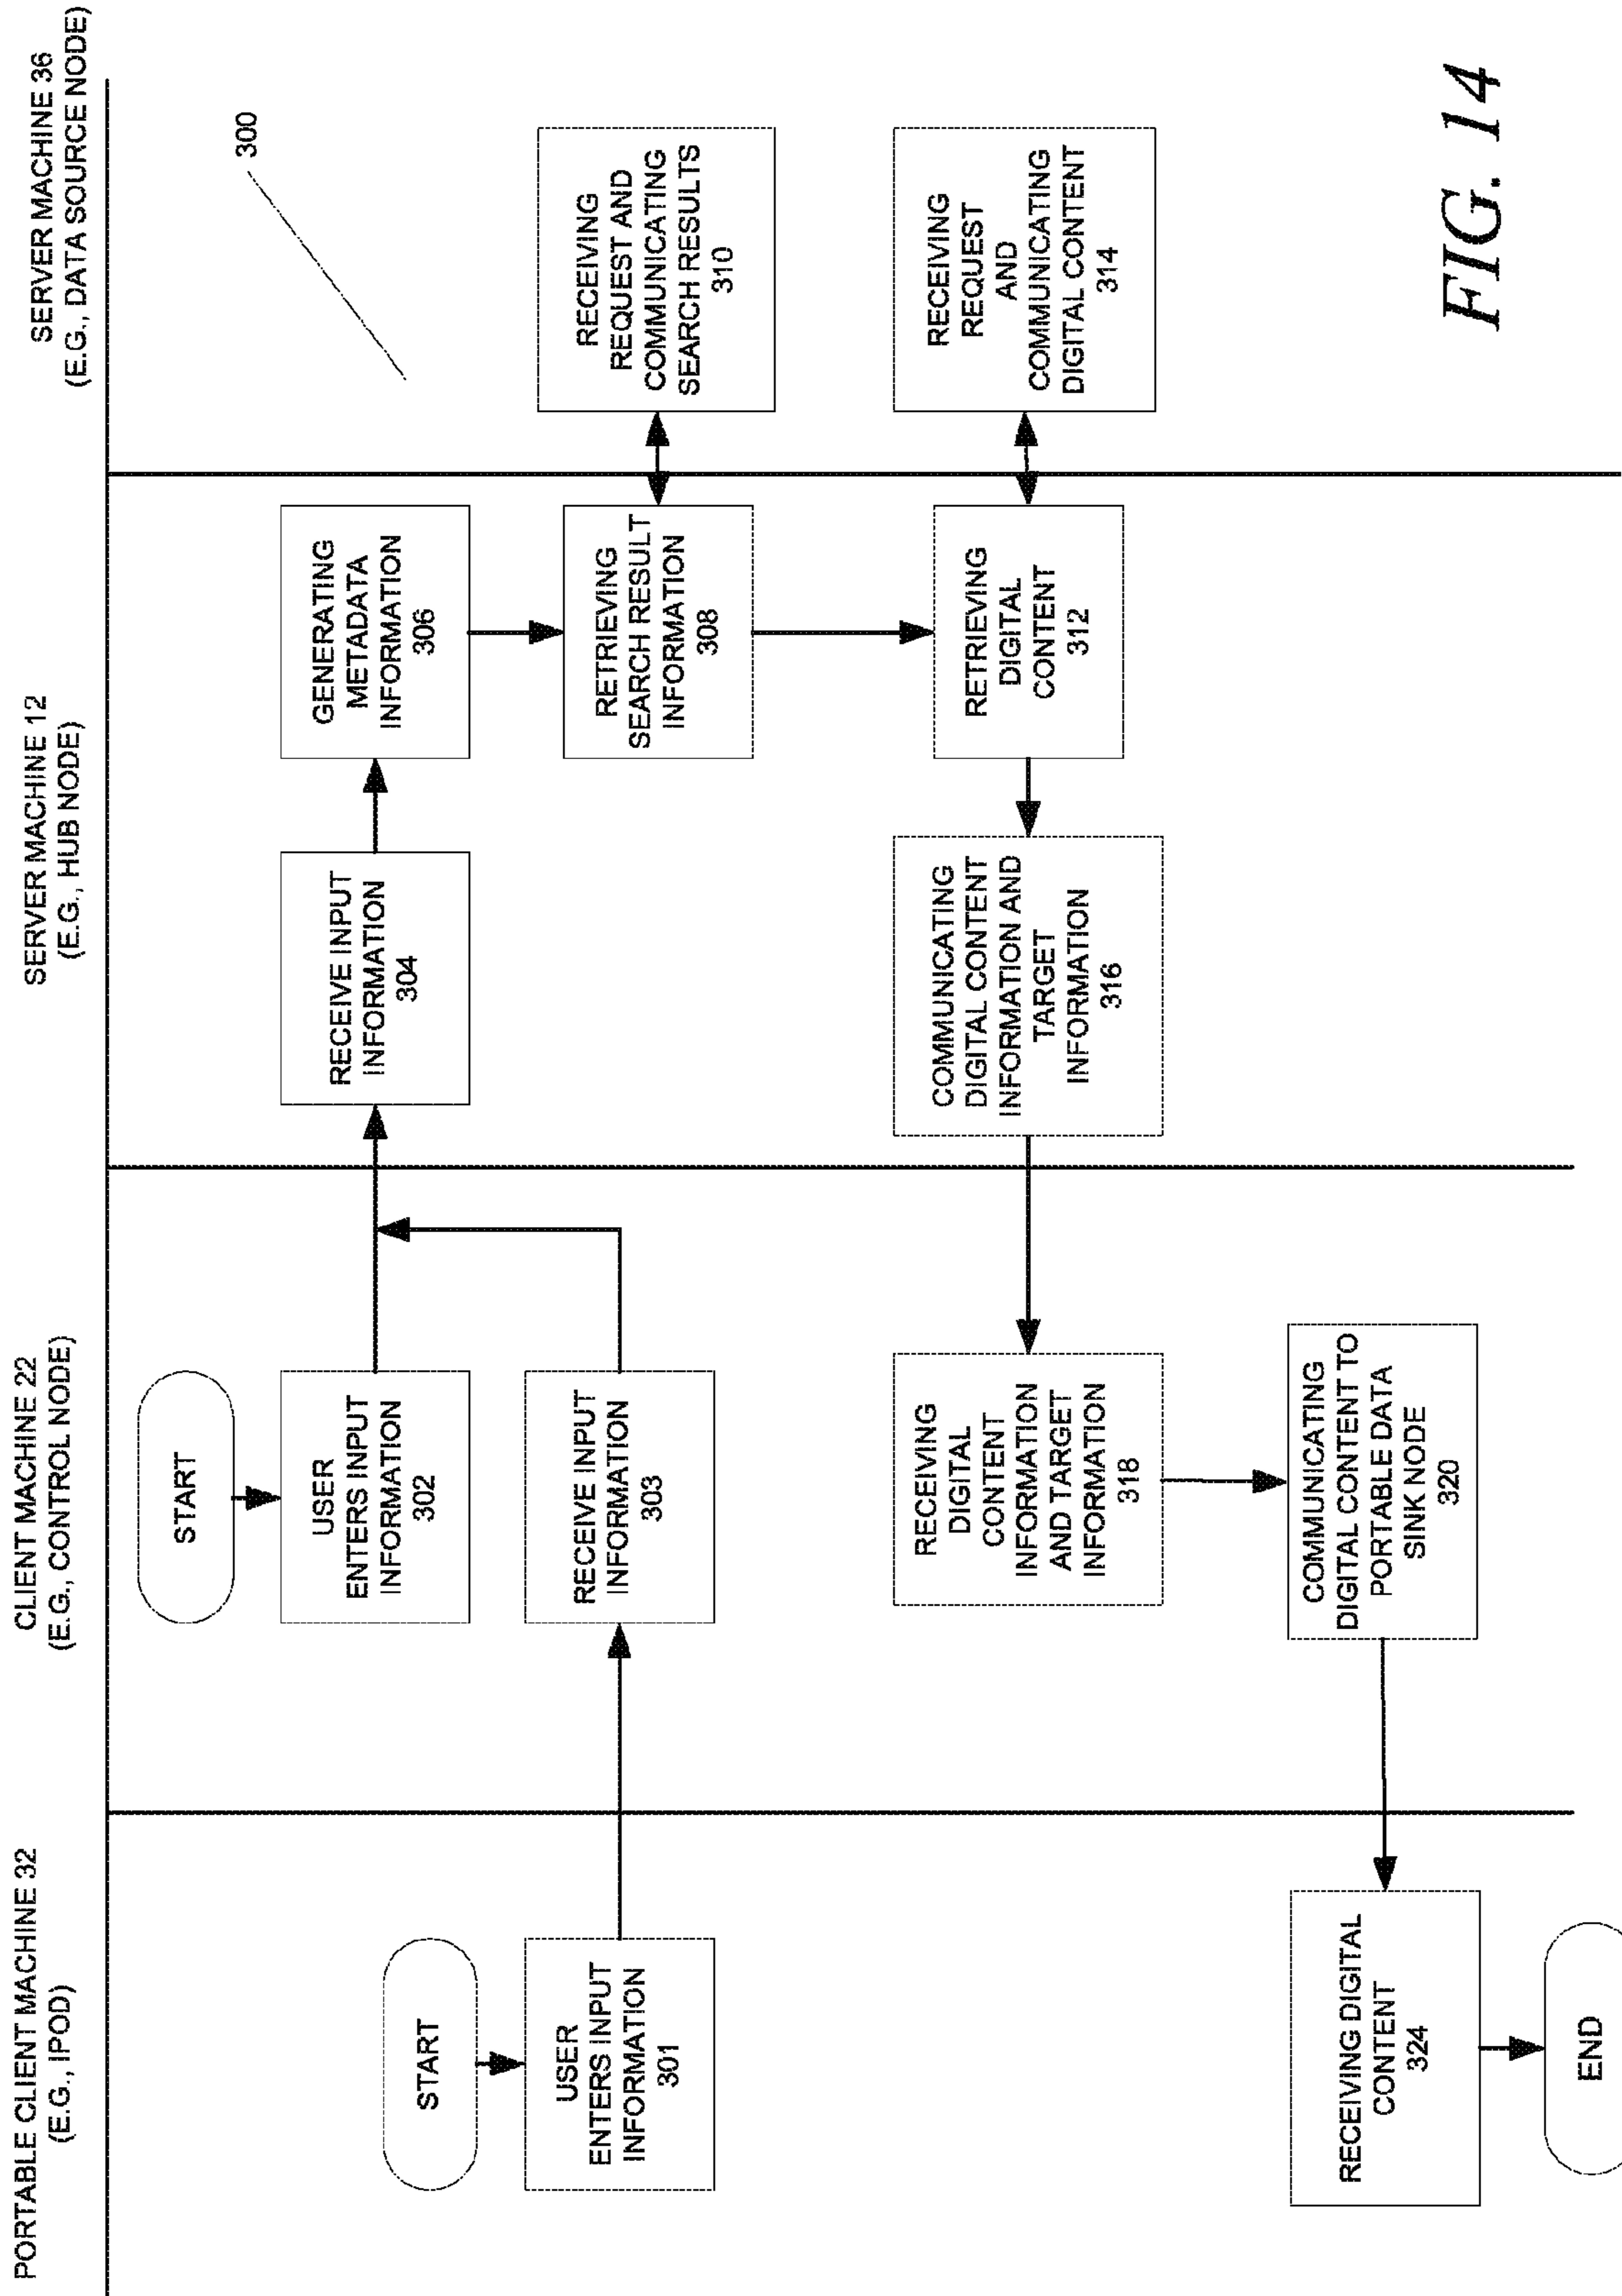 PORTABLE CLIENT MACHINE 32
(E.G., IPOD)
CLIENT MACHINE 22
(E.G., CONTROL NODE)
SERVER MACHINE 12
(E.G., HUB NODE)
SERVER MACHINE 36
(E.G., DATA SOURCE NODE)
300
START
START
USER
ENTERS INPUT
INFORMATION
301
USER
ENTERS INPUT
INFORMATION
302
RECEIVE INPUT
INFORMATION
303
RECEIVE INPUT
INFORMATION
304
GENERATING
METADATA
INFORMATION
306
RETRIEVING
SEARCH RESULT
INFORMATION
308
RECEIVING
REQUEST AND
COMMUNICATING
SEARCH RESULTS
310
RETRIEVING
DIGITAL
CONTENT
312
RECEIVING
REQUEST
AND
COMMUNICATING
DIGITAL CONTENT
314
COMMUNICATING
DIGITAL CONTENT
INFORMATION AND
TARGET
INFORMATION
316
RECEIVING
DIGITAL
CONTENT
INFORMATION
AND TARGET
INFORMATION
318
COMMUNICATING
DIGITAL CONTENT TO
PORTABLE DATA
SINK NODE
320
RECEIVING DIGITAL
CONTENT
324
END
FIG. 14